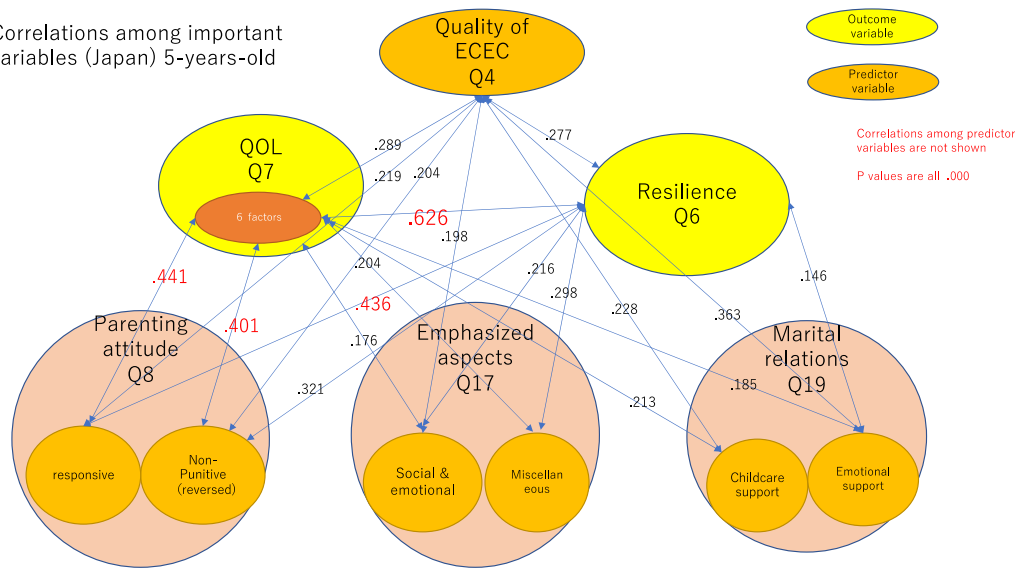 Correlations among important
variables (Japan) 5-years-old
Quality of
ECEC
Q4
Outcome
variable
Predictor
variable
Correlations among predictor
variables are not shown
P values are all .000
QOL
Q7
6 factors
Resilience
Q6
.289
.219
.204
.277
.626
.198
.204
.216
.298
.146
.441
.436
.228
.363
.401
.176
.321
.185
.213
Parenting
attitude
Q8
responsive
Non-
Punitive
(reversed)
Emphasized
aspects
Q17
Social &
emotional
Miscellan
eous
Marital
relations
Q19
Childcare
support
Emotional
support